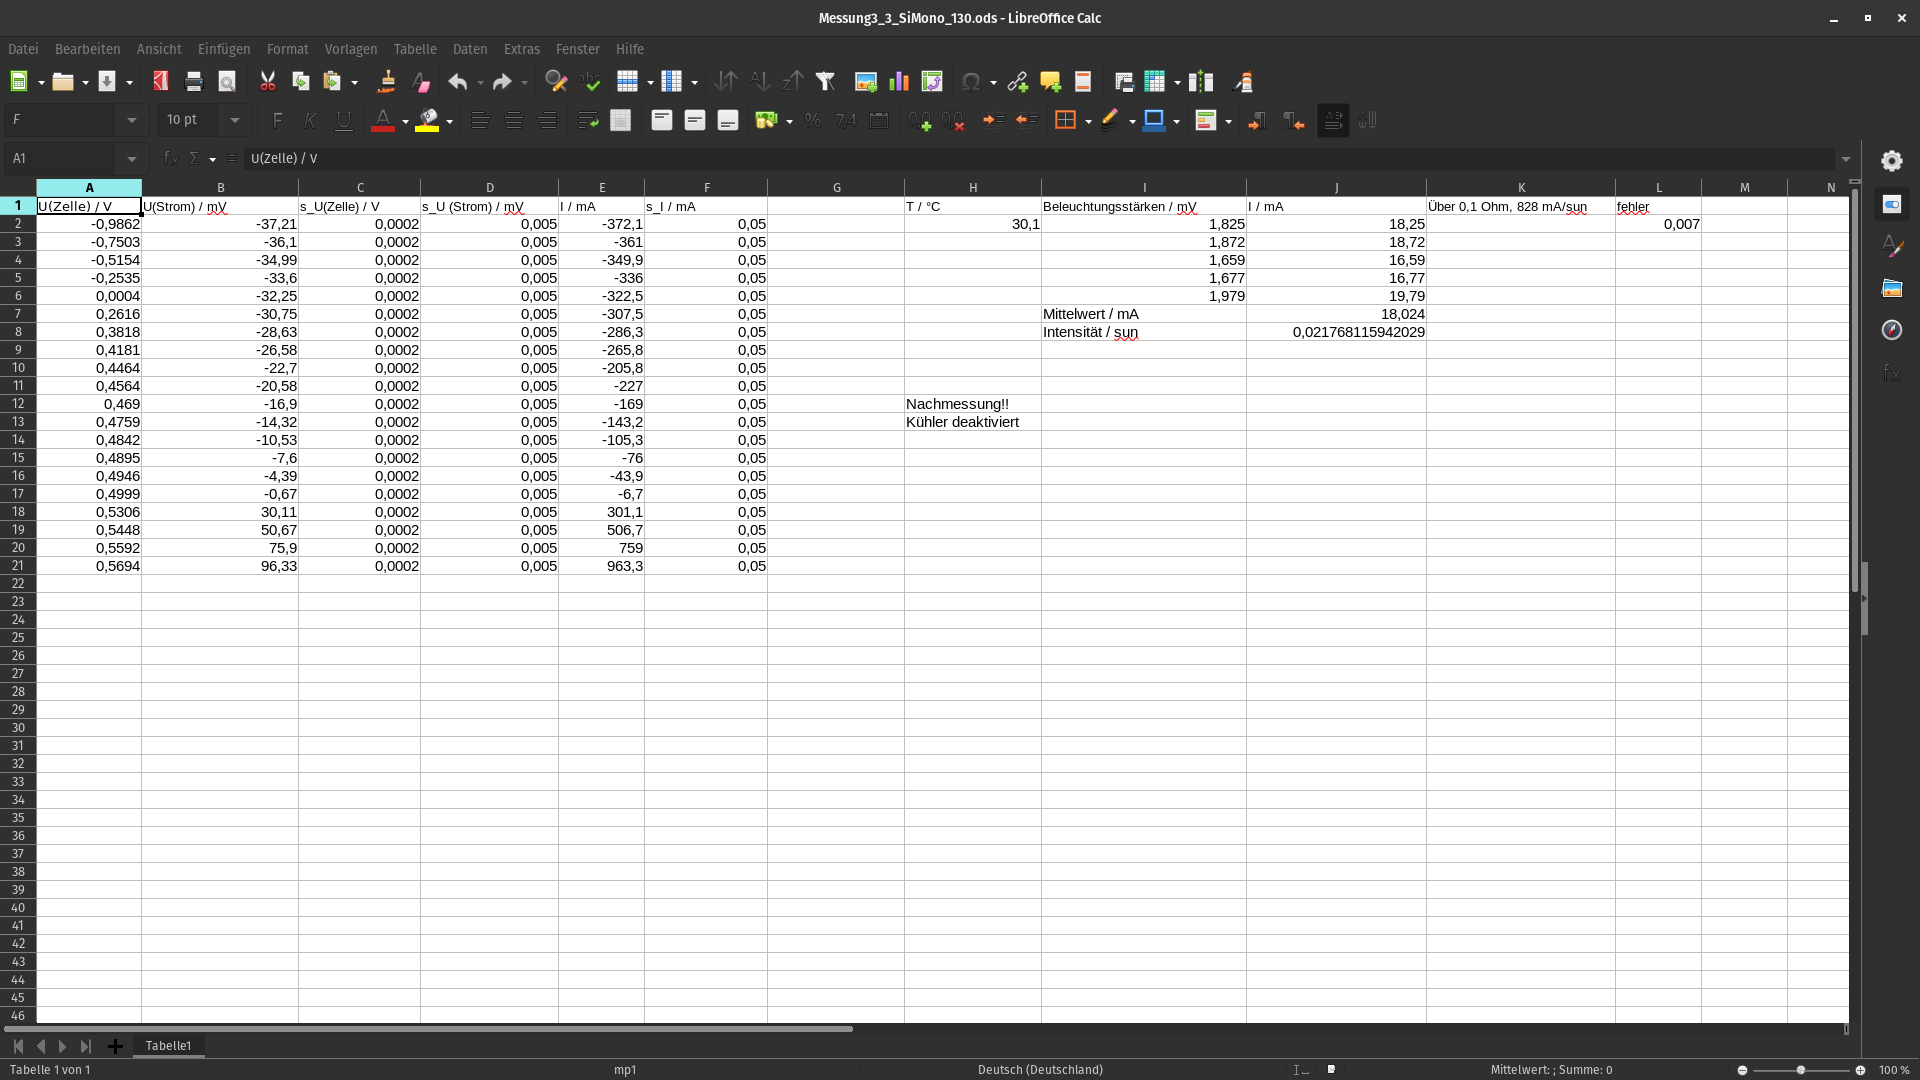 Messung3_3_SiMono_130.ods - LibreOffice Calc
Datei Bearbeiten Ansicht Einfügen Format Vorlagen Tabelle Daten Extras Fenster Hilfe
F 10 pt
A1 U(Zelle) / V
A B C D E F G H I J K L M N
1 U(Zelle) / V U(Strom) / mV s_U(Zelle) / V s_U (Strom) / mV I / mA s_I / mA T / °C Beleuchtungsstärken / mV I / mA Über 0,1 Ohm, 828 mA/sun fehler
2 -0,9862 -37,21 0,0002 0,005 -372,1 0,05 30,1 1,825 18,25 0,007
3 -0,7503 -36,1 0,0002 0,005 -361 0,05 1,872 18,72
4 -0,5154 -34,99 0,0002 0,005 -349,9 0,05 1,659 16,59
5 -0,2535 -33,6 0,0002 0,005 -336 0,05 1,677 16,77
6 0,0004 -32,25 0,0002 0,005 -322,5 0,05 1,979 19,79
7 0,2616 -30,75 0,0002 0,005 -307,5 0,05 Mittelwert / mA 18,024
8 0,3818 -28,63 0,0002 0,005 -286,3 0,05 Intensität / sun 0,021768115942029
9 0,4181 -26,58 0,0002 0,005 -265,8 0,05
10 0,4464 -22,7 0,0002 0,005 -205,8 0,05
11 0,4564 -20,58 0,0002 0,005 -227 0,05
12 0,469 -16,9 0,0002 0,005 -169 0,05 Nachmessung!!
13 0,4759 -14,32 0,0002 0,005 -143,2 0,05 Kühler deaktiviert
14 0,4842 -10,53 0,0002 0,005 -105,3 0,05
15 0,4895 -7,6 0,0002 0,005 -76 0,05
16 0,4946 -4,39 0,0002 0,005 -43,9 0,05
17 0,4999 -0,67 0,0002 0,005 -6,7 0,05
18 0,5306 30,11 0,0002 0,005 301,1 0,05
19 0,5448 50,67 0,0002 0,005 506,7 0,05
20 0,5592 75,9 0,0002 0,005 759 0,05
21 0,5694 96,33 0,0002 0,005 963,3 0,05
22
23
24
25
26
27
28
29
30
31
32
33
34
35
36
37
38
39
40
41
42
43
44
45
46
Tabelle1
Tabelle 1 von 1 mp1 Deutsch (Deutschland) Mittelwert: ; Summe: 0 100 %